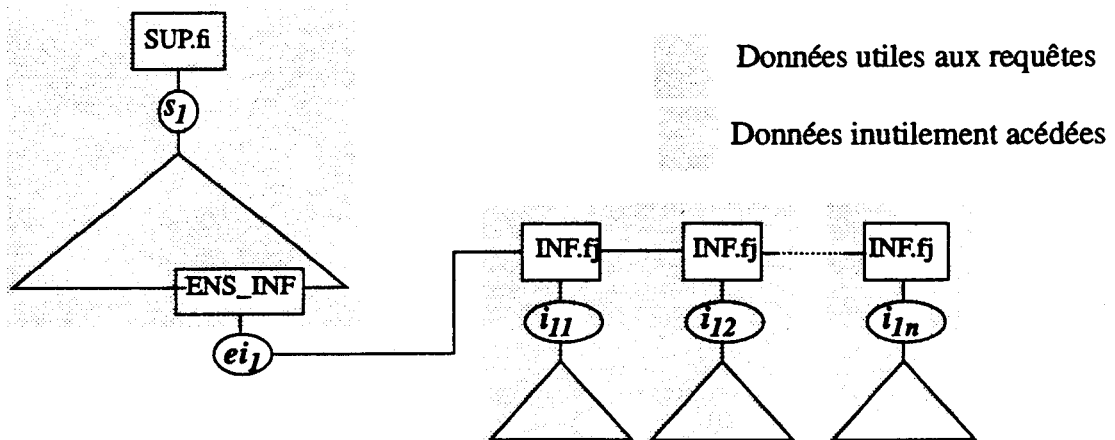 SUP.fi
s1
Données utiles aux requêtes
Données inutilement acédées
ENS_INF
ei1
INF.fj INF.fj INF.fj
i11 i12 i1n